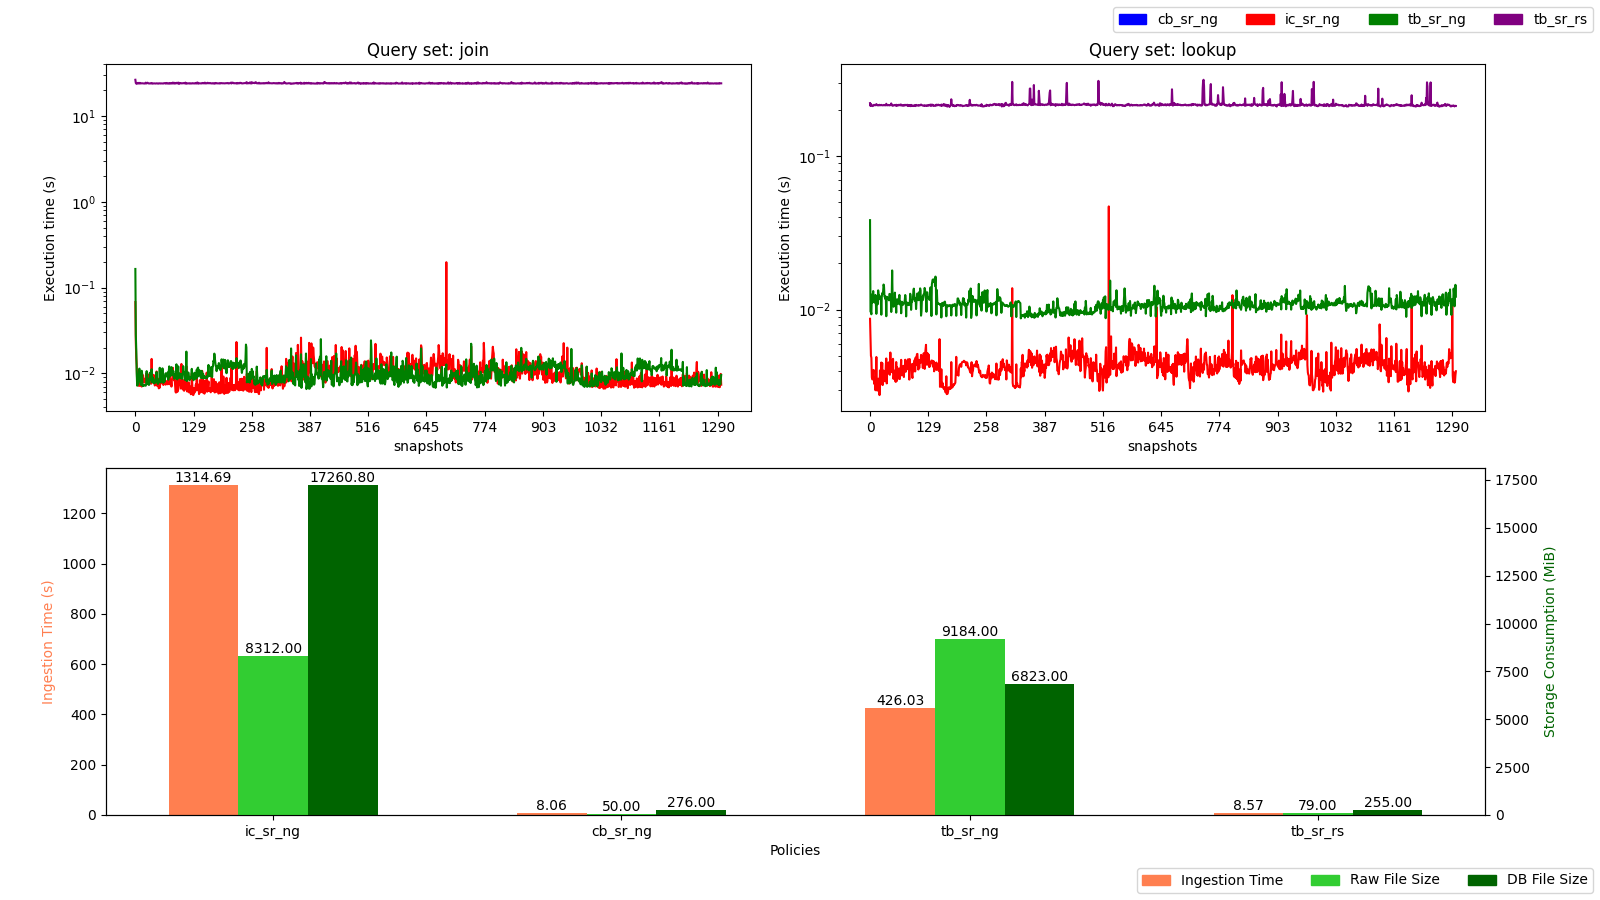 cb_sr_ng ic_sr_ng tb_sr_ng tb_sr_rs
Query set: join
Execution time (s)
10^1
10^0
10^-1
10^-2
0 129 258 387 516 645 774 903 1032 1161 1290
snapshots
Query set: lookup
Execution time (s)
10^-1
10^-2
0 129 258 387 516 645 774 903 1032 1161 1290
snapshots
Ingestion Time (s)
1200
1000
800
600
400
200
0
1314.69 8312.00 17260.80
8.06 50.00 276.00
426.03 9184.00 6823.00
8.57 79.00 255.00
17500
15000
12500
10000
7500
5000
2500
0
Storage Consumption (MiB)
ic_sr_ng cb_sr_ng tb_sr_ng tb_sr_rs
Policies
Ingestion Time Raw File Size DB File Size